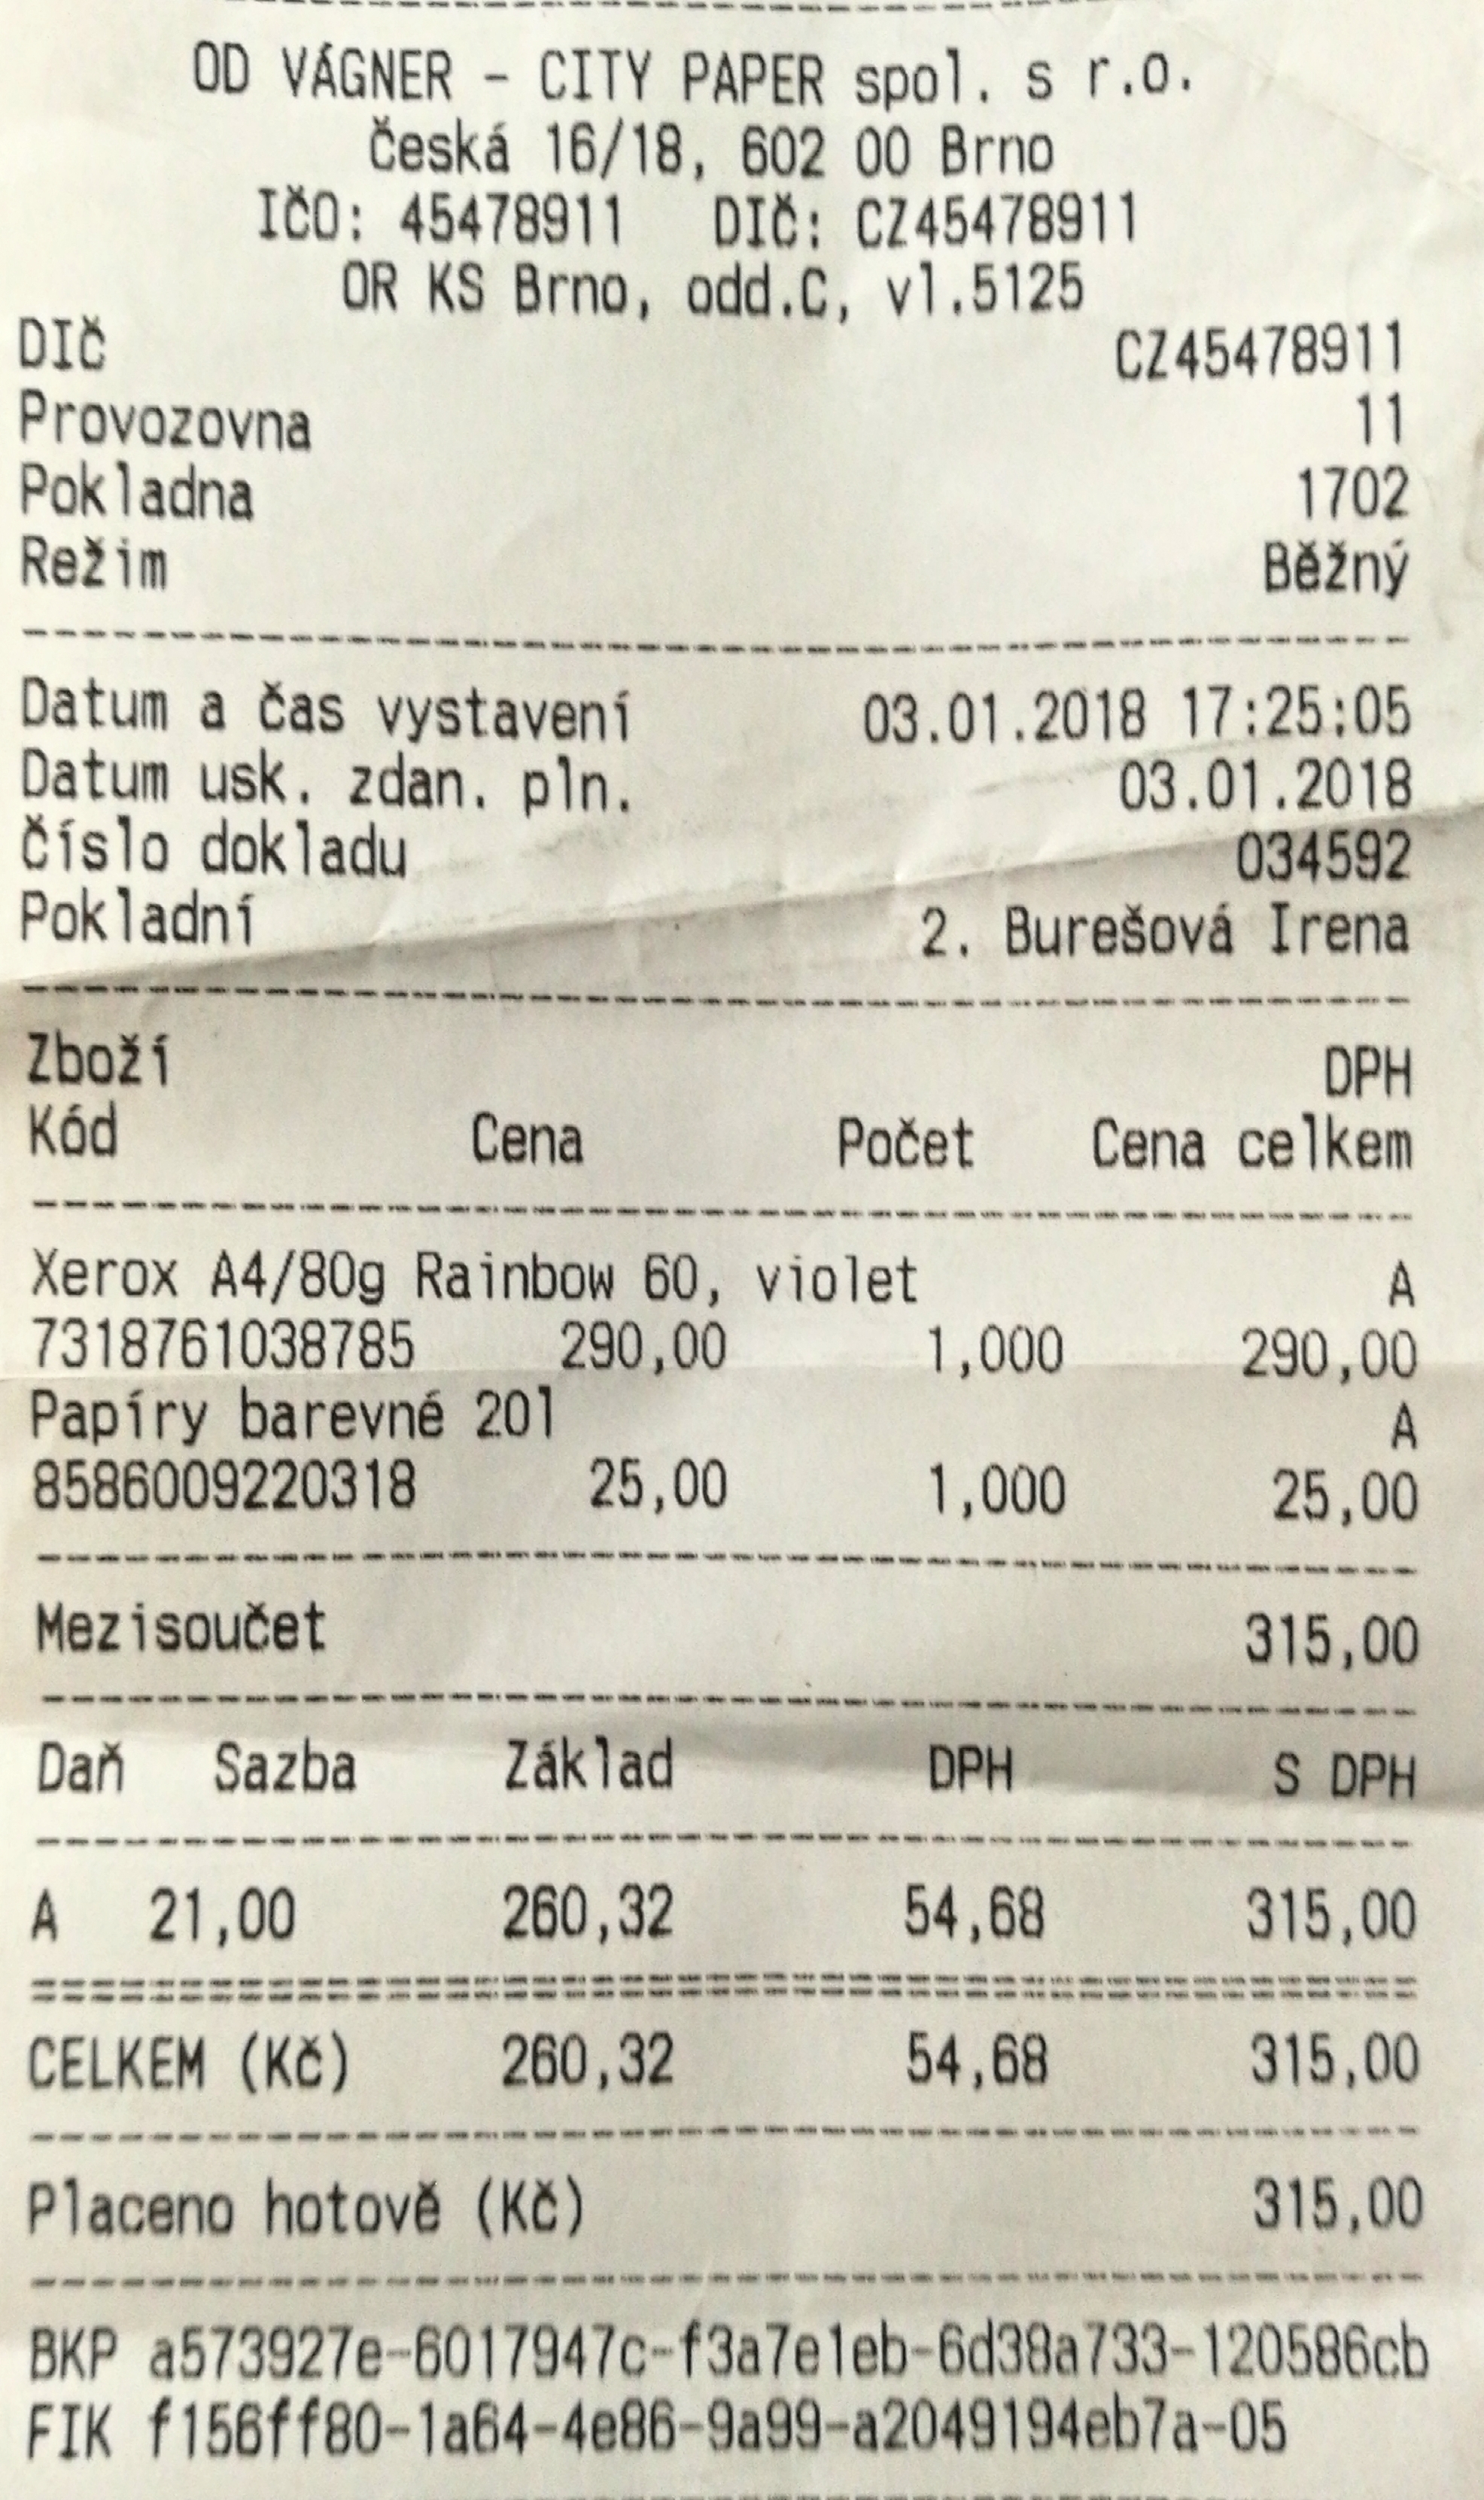 OD VÁGNER - CITY PAPER spol. s r.o.
Česká 16/18, 602 00 Brno
IČO: 45478911 DIČ: CZ45478911
OR KS Brno, odd.C, vl.5125
DIČ CZ45478911
Provozovna 11
Pokladna 1702
Režim Běžný
Datum a čas vystavení 03.01.2018 17:25:05
Datum usk. zdan. pln. 03.01.2018
Číslo dokladu 034592
Pokladní 2. Burešová Irena
Zboží DPH
Kód Cena Počet Cena celkem
Xerox A4/80g Rainbow 60, violet A
7318761038785 290,00 1,000 290,00
Papíry barevné 20l A
8586009220318 25,00 1,000 25,00
Mezisoučet 315,00
Daň Sazba Základ DPH S DPH
A 21,00 260,32 54,68 315,00
CELKEM (Kč) 260,32 54,68 315,00
Placeno hotově (Kč) 315,00
BKP a573927e-6017947c-f3a7e1eb-6d38a733-120586cb
FIK f156ff80-1a64-4e86-9a99-a2049194eb7a-05